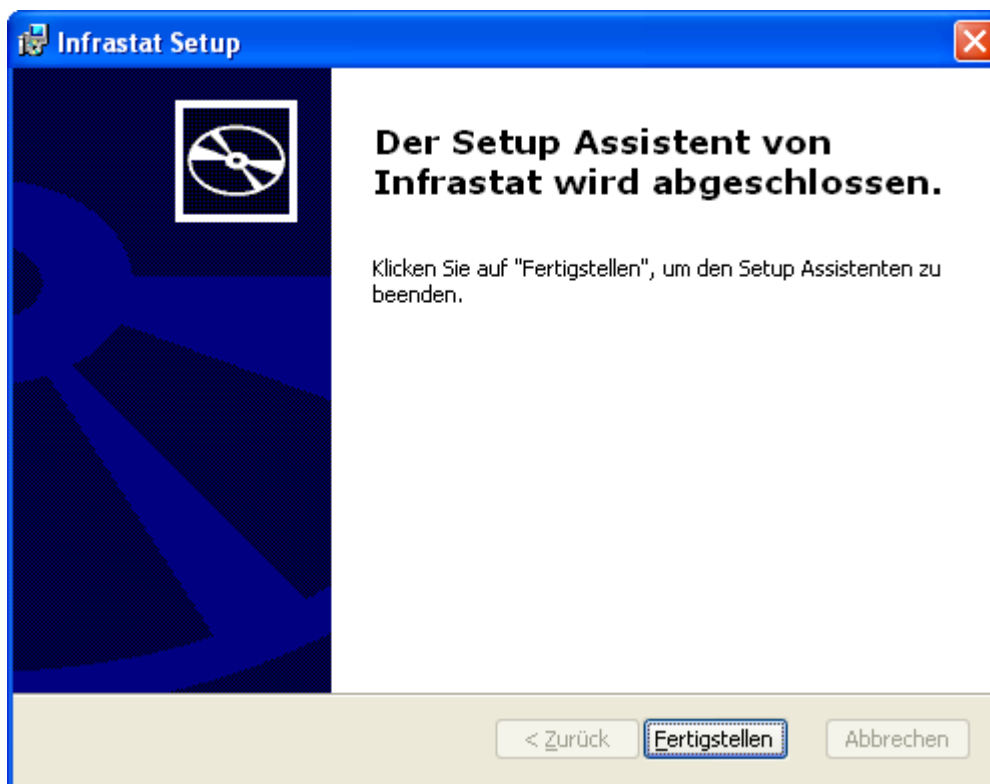 Infrastat Setup
Der Setup Assistent von
Infrastat wird abgeschlossen.
Klicken Sie auf "Fertigstellen", um den Setup Assistenten zu
beenden.
< Zurück Fertigstellen Abbrechen